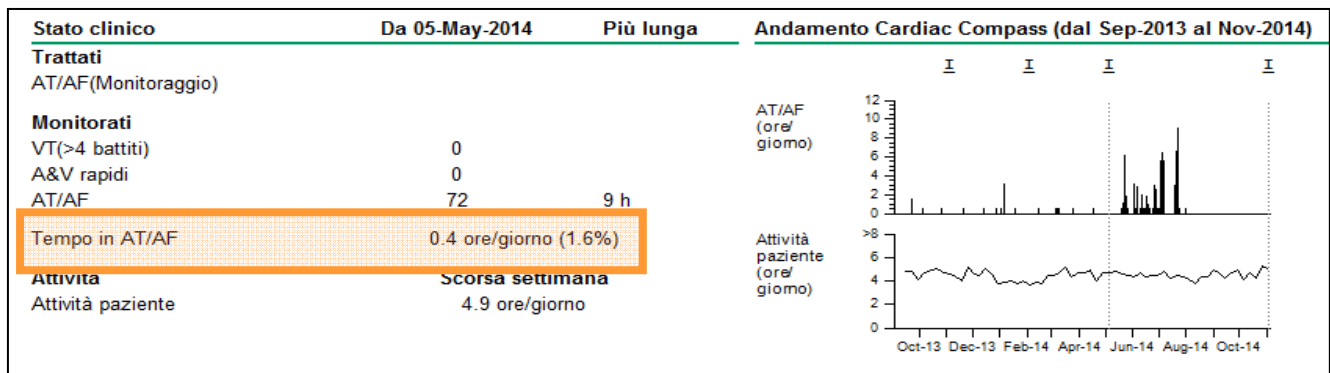 Stato clinico Da 05-May-2014 Più lunga
Trattati
AT/AF(Monitoraggio)
Monitorati
VT(>4 battiti) 0
A&V rapidi 0
AT/AF 72 9 h
Tempo in AT/AF 0.4 ore/giorno (1.6%)
Attività Scorsa settimana
Attività paziente 4.9 ore/giorno
Andamento Cardiac Compass (dal Sep-2013 al Nov-2014)
I I I I
AT/AF
(ore/
giorno)
12
10
8
6
4
2
0
Attività
paziente
(ore/
giorno)
>8
6
4
2
0
Oct-13 Dec-13 Feb-14 Apr-14 Jun-14 Aug-14 Oct-14